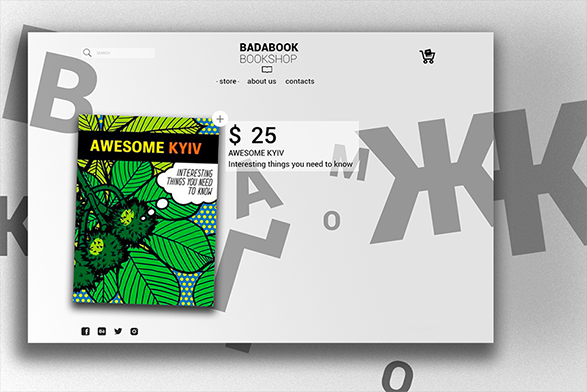 SEARCH
BADABOOK
BOOKSHOP
· store · about us contacts
AWESOME KYIV
INTERESTING
THINGS YOU NEED
TO KNOW
+
$ 25
AWESOME KYIV
Interesting things you need to know
В
К
А
Г
М
О
Ж
Ж
О